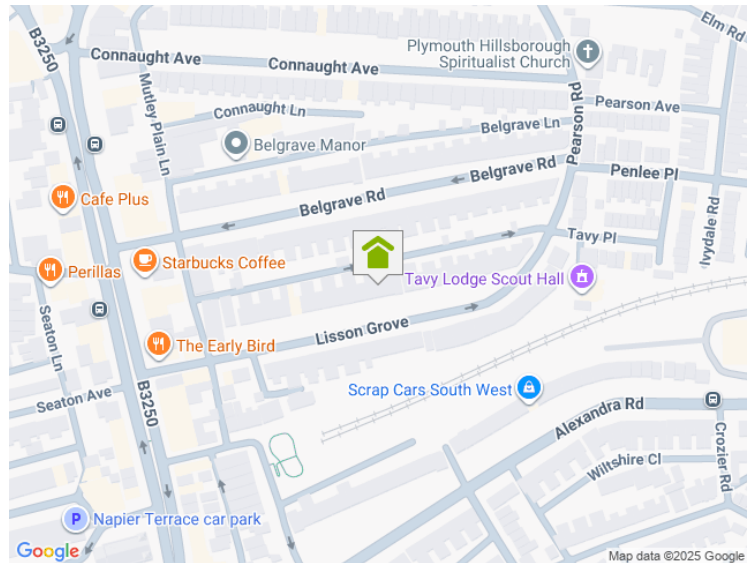 B3250
Connaught Ave
Connaught Ave
Plymouth Hillsborough
Spiritualist Church
Elm Rd
Mutley Plain Ln
Connaught Ln
Pearson Rd
Pearson Ave
Belgrave Ln
Belgrave Manor
Belgrave Rd
Penlee Pl
Cafe Plus
Belgrave Rd
Ivydale Rd
Tavy Pl
Starbucks Coffee
Perillas
Tavy Lodge Scout Hall
Seaton Ln
Lisson Grove
The Early Bird
Seaton Ave
B3250
Scrap Cars South West
Alexandra Rd
Crozier Rd
Wiltshire Cl
P
Napier Terrace car park
Google
Map data ©2025 Google